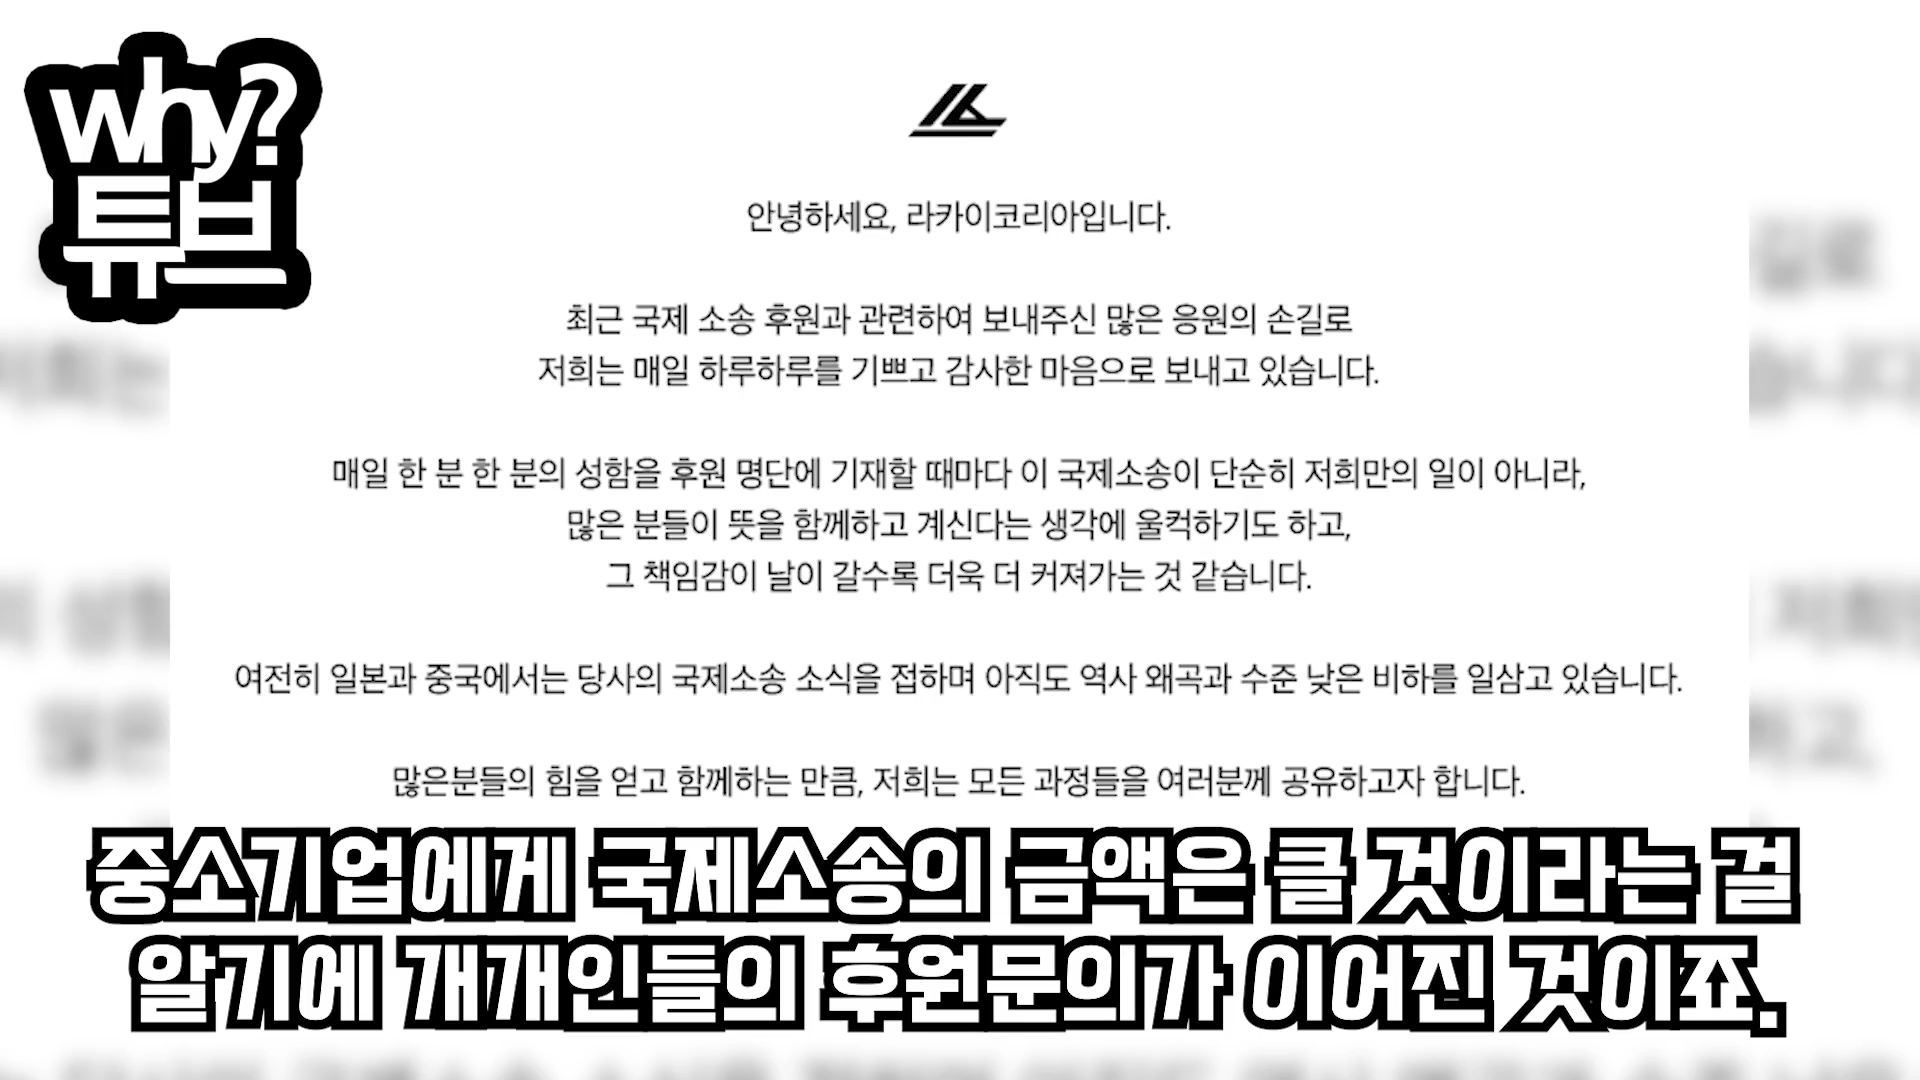 why?
튜브
안녕하세요, 라카이코리아입니다.
최근 국제 소송 후원과 관련하여 보내주신 많은 응원의 손길로
저희는 매일 하루하루를 기쁘고 감사한 마음으로 보내고 있습니다.
매일 한 분 한 분의 성함을 후원 명단에 기재할 때마다 이 국제소송이 단순히 저희만의 일이 아니라,
많은 분들이 뜻을 함께하고 계신다는 생각에 울컥하기도 하고,
그 책임감이 날이 갈수록 더욱 더 커져가는 것 같습니다.
여전히 일본과 중국에서는 당사의 국제소송 소식을 접하며 아직도 역사 왜곡과 수준 낮은 비하를 일삼고 있습니다.
많은분들의 힘을 얻고 함께하는 만큼, 저희는 모든 과정들을 여러분께 공유하고자 합니다.
중소기업에게 국제소송의 금액은 클 것이라는 걸
알기에 개개인들의 후원문의가 이어진 것이죠.